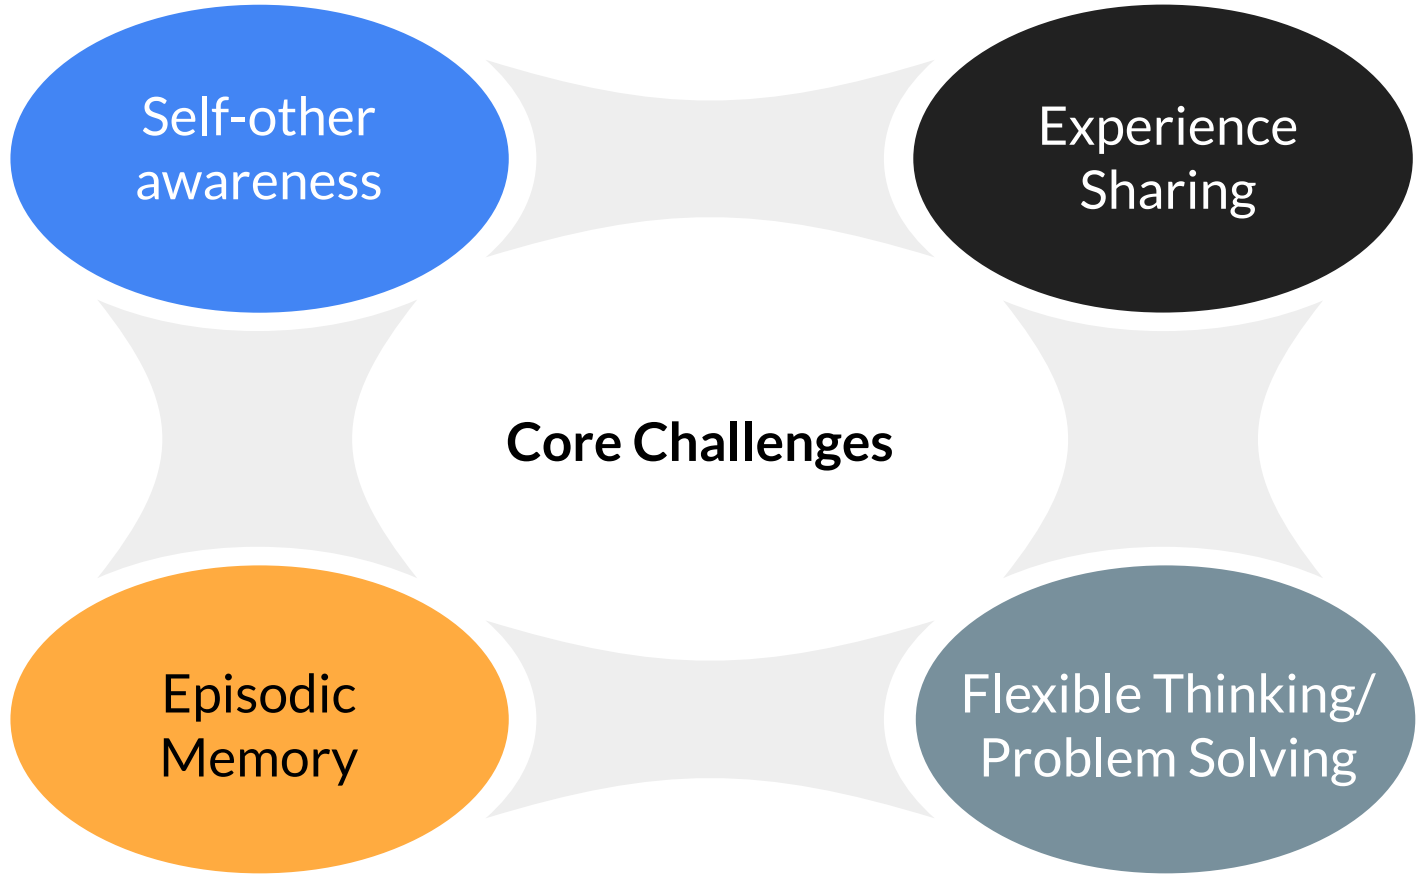 Self-other
awareness
Experience
Sharing
Core Challenges
Episodic
Memory
Flexible Thinking/
Problem Solving